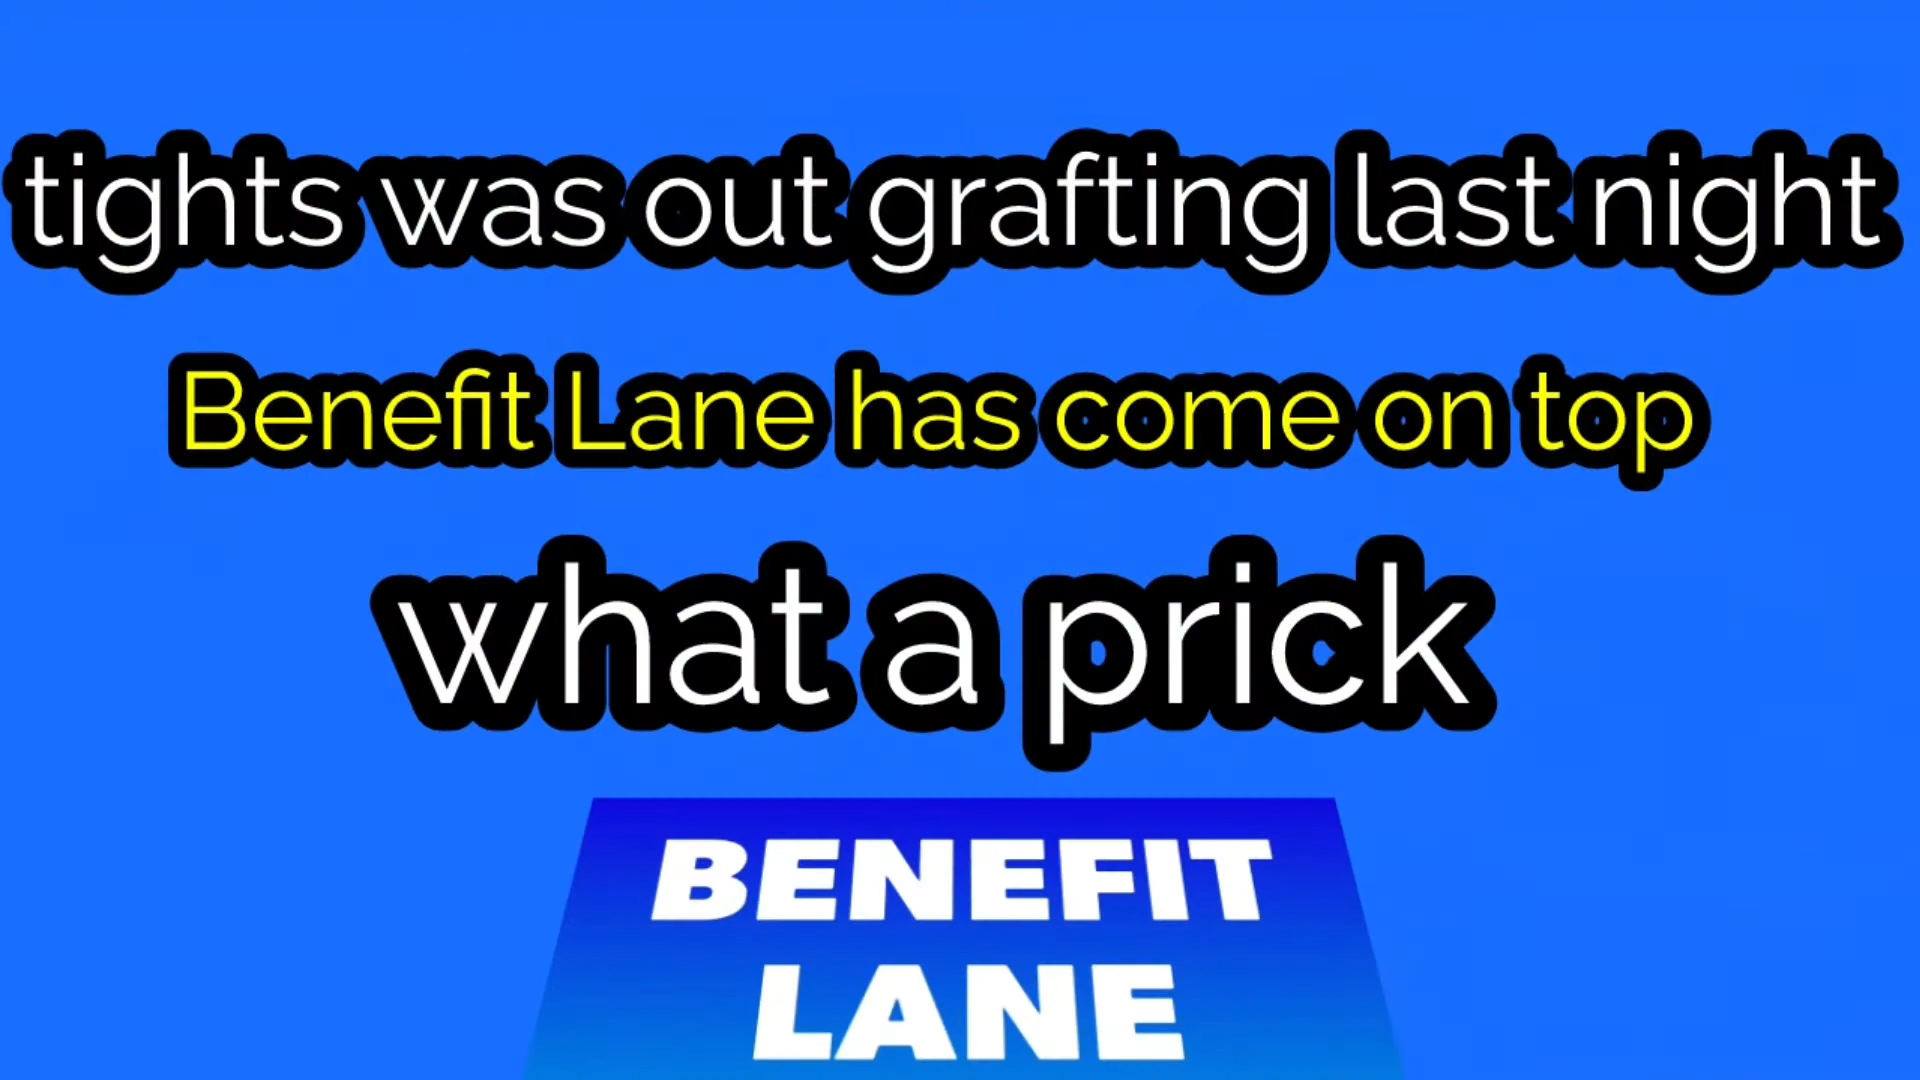 tights was out grafting last night
Benefit Lane has come on top
what a prick
BENEFIT
LANE